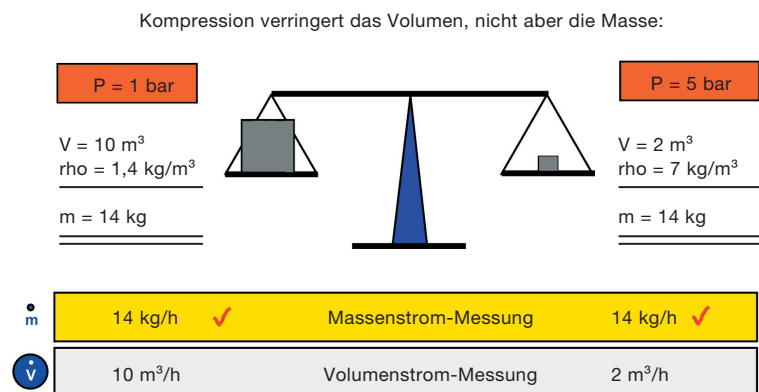 Kompression verringert das Volumen, nicht aber die Masse:
P = 1 bar
V = 10 m³
rho = 1,4 kg/m³
m = 14 kg
P = 5 bar
V = 2 m³
rho = 7 kg/m³
m = 14 kg
m 14 kg/h ✓ Massenstrom-Messung 14 kg/h ✓
V 10 m³/h Volumenstrom-Messung 2 m³/h